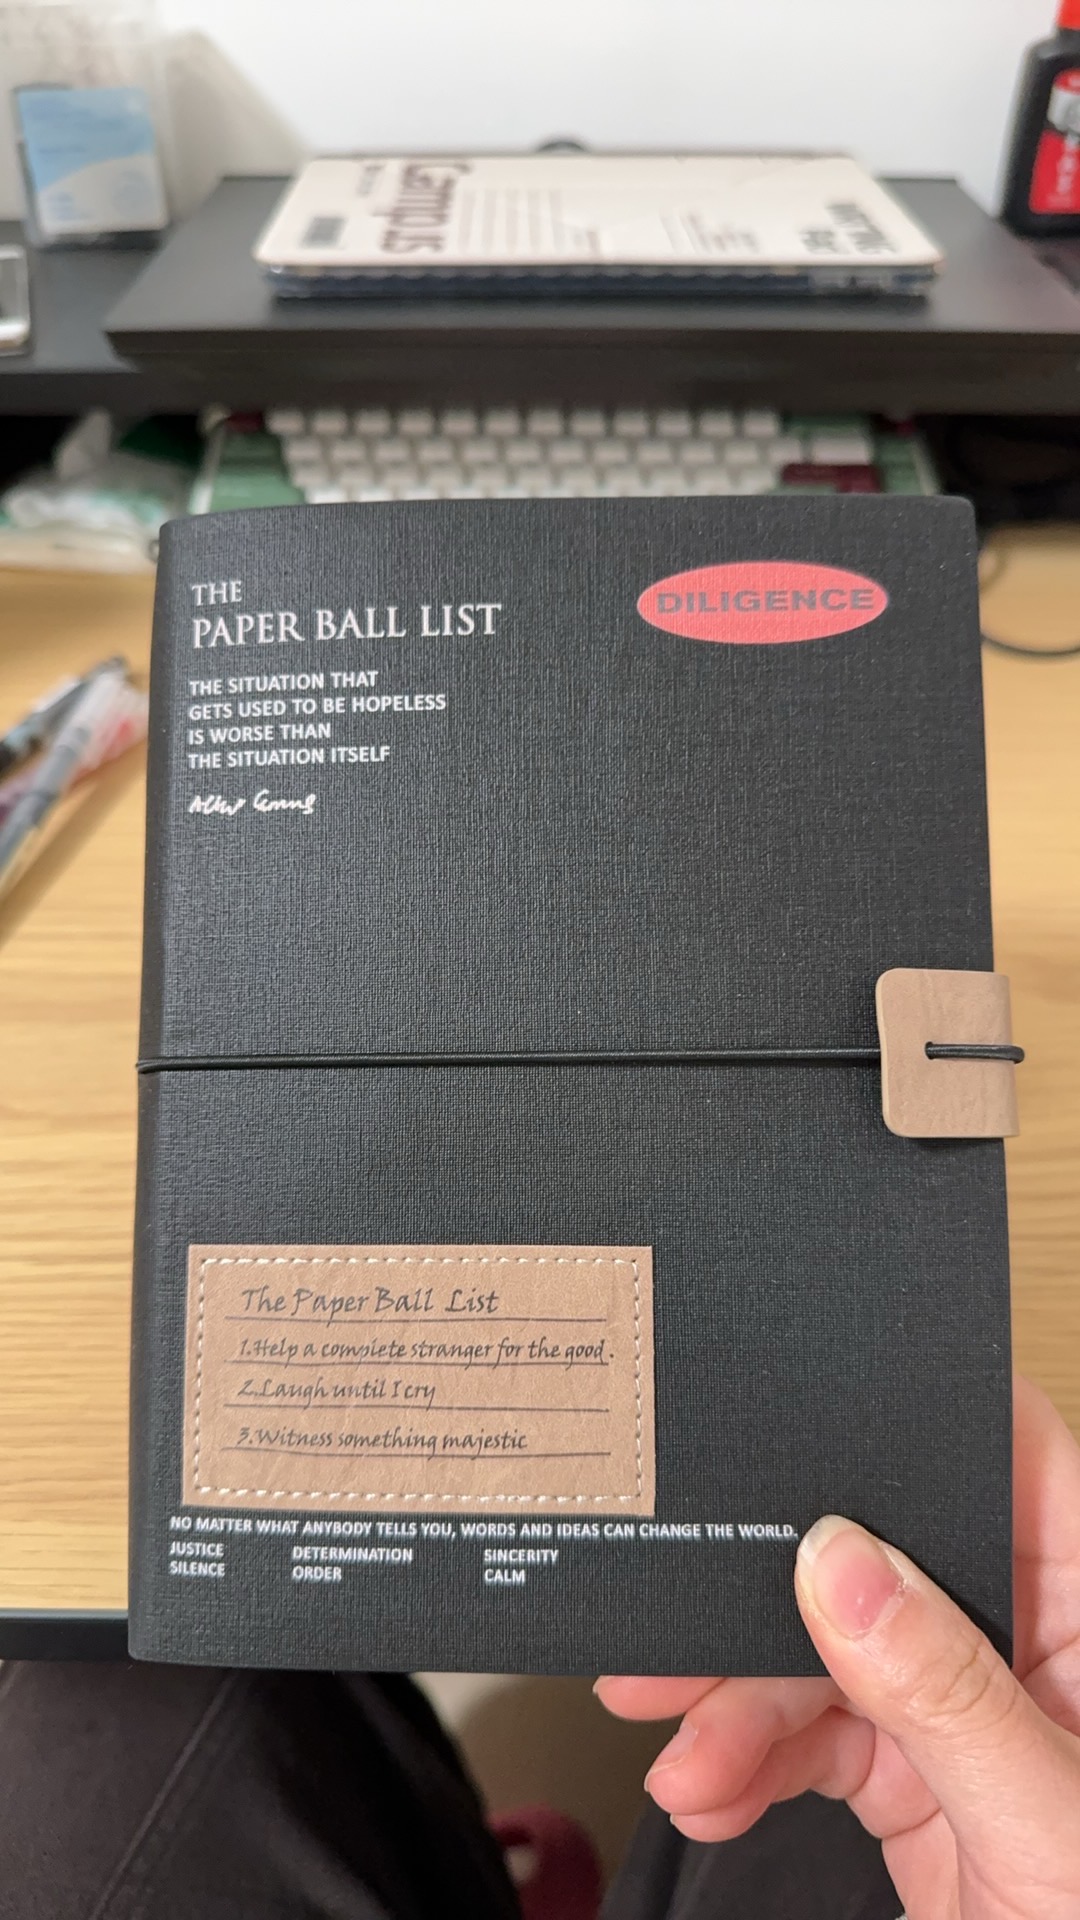 Campus
THE
PAPER BALL LIST
DILIGENCE
THE SITUATION THAT
GETS USED TO BE HOPELESS
IS WORSE THAN
THE SITUATION ITSELF
The Paper Ball List
1.Help a complete stranger for the good.
2.Laugh until I cry
3.Witness something majestic
NO MATTER WHAT ANYBODY TELLS YOU, WORDS AND IDEAS CAN CHANGE THE WORLD.
JUSTICE DETERMINATION SINCERITY
SILENCE ORDER CALM